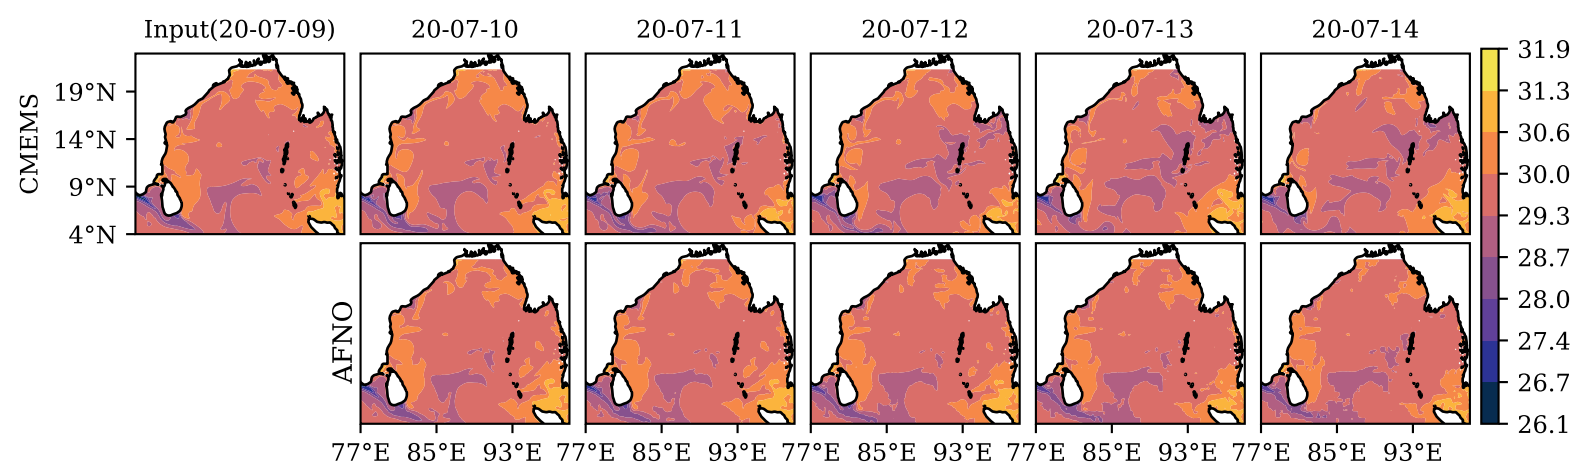 Input(20-07-09) 20-07-10 20-07-11 20-07-12 20-07-13 20-07-14
CMEMS
19°N
14°N
9°N
4°N
AFNO
77°E 85°E 93°E 77°E 85°E 93°E 77°E 85°E 93°E 77°E 85°E 93°E 77°E 85°E 93°E
31.9
31.3
30.6
30.0
29.3
28.7
28.0
27.4
26.7
26.1